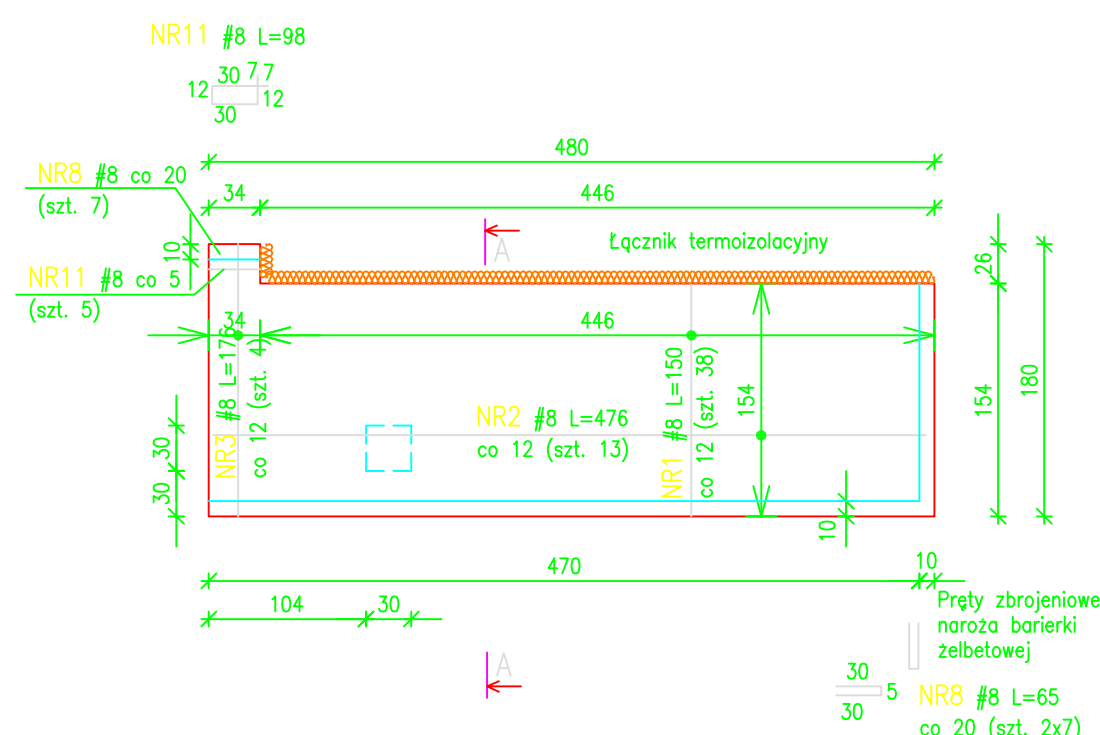 NR11 #8 L=98
30 7 7
12
12
30
480
NR8 #8 co 20
(szt. 7)
34
446
10
A
Łącznik termoizolacyjny
26
NR11 #8 co 5
(szt. 5)
34
446
NR3 #8 L=176
co 12 (szt. 4)
NR2 #8 L=476
co 12 (szt. 13)
NR1 #8 L=150
co 12 (szt. 38)
154
154
180
30
30
10
470
10
104
30
Pręty zbrojeniowe
naroża barierki
żelbetowej
A
30
5
30
NR8 #8 L=65
co 20 (szt. 2x7)